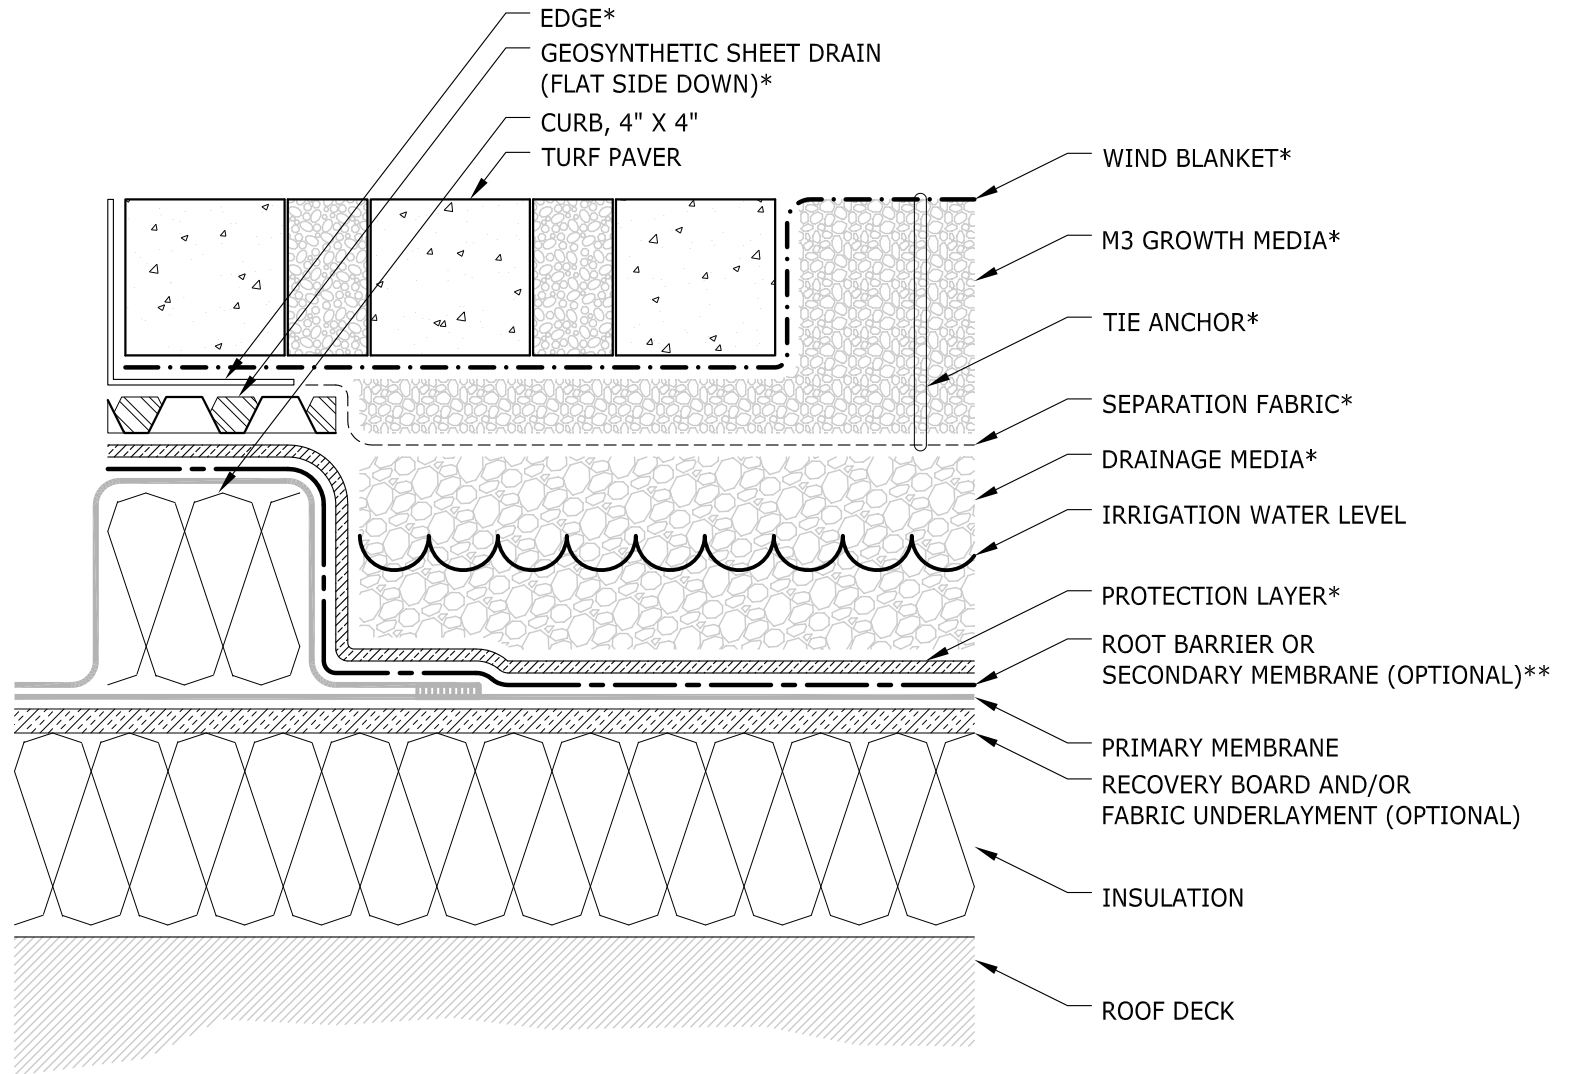 EDGE*
GEOSYNTHETIC SHEET DRAIN
(FLAT SIDE DOWN)*
CURB, 4" X 4"
TURF PAVER
WIND BLANKET*
M3 GROWTH MEDIA*
TIE ANCHOR*
SEPARATION FABRIC*
DRAINAGE MEDIA*
IRRIGATION WATER LEVEL
PROTECTION LAYER*
ROOT BARRIER OR
SECONDARY MEMBRANE (OPTIONAL)**
PRIMARY MEMBRANE
RECOVERY BOARD AND/OR
FABRIC UNDERLAYMENT (OPTIONAL)
INSULATION
ROOF DECK